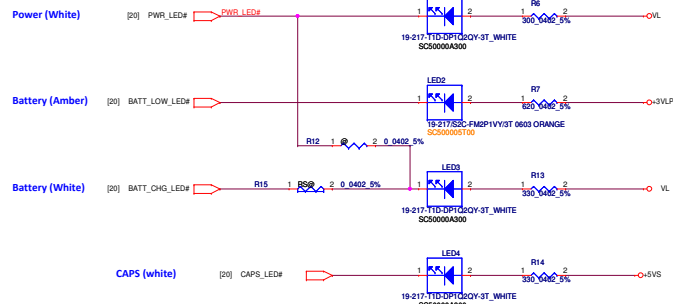 R6
Power (White) [20] PWR_LED# PWR_LED# 1 2 1 2 VL
300_0402_5%
19-217-T1D-DP1Q2QY-3T_WHITE
SC50000A300
LED2
R7
Battery (Amber) [20] BATT_LOW_LED# 1 2 1 2 +3VLP
620_0402_5%
19-217/S2C-FM2P1VY/3T 0603 ORANGE
SC500005T00
R12 1 @ 2 0_0402_5%
LED3
R13
Battery (White) [20] BATT_CHG_LED# R15 1 RS@ 2 0_0402_5% 1 2 1 2 VL
330_0402_5%
19-217-T1D-DP1Q2QY-3T_WHITE
SC50000A300
LED4
R14
CAPS (white) [20] CAPS_LED# 1 2 1 2 +5VS
330_0402_5%
19-217-T1D-DP1Q2QY-3T_WHITE